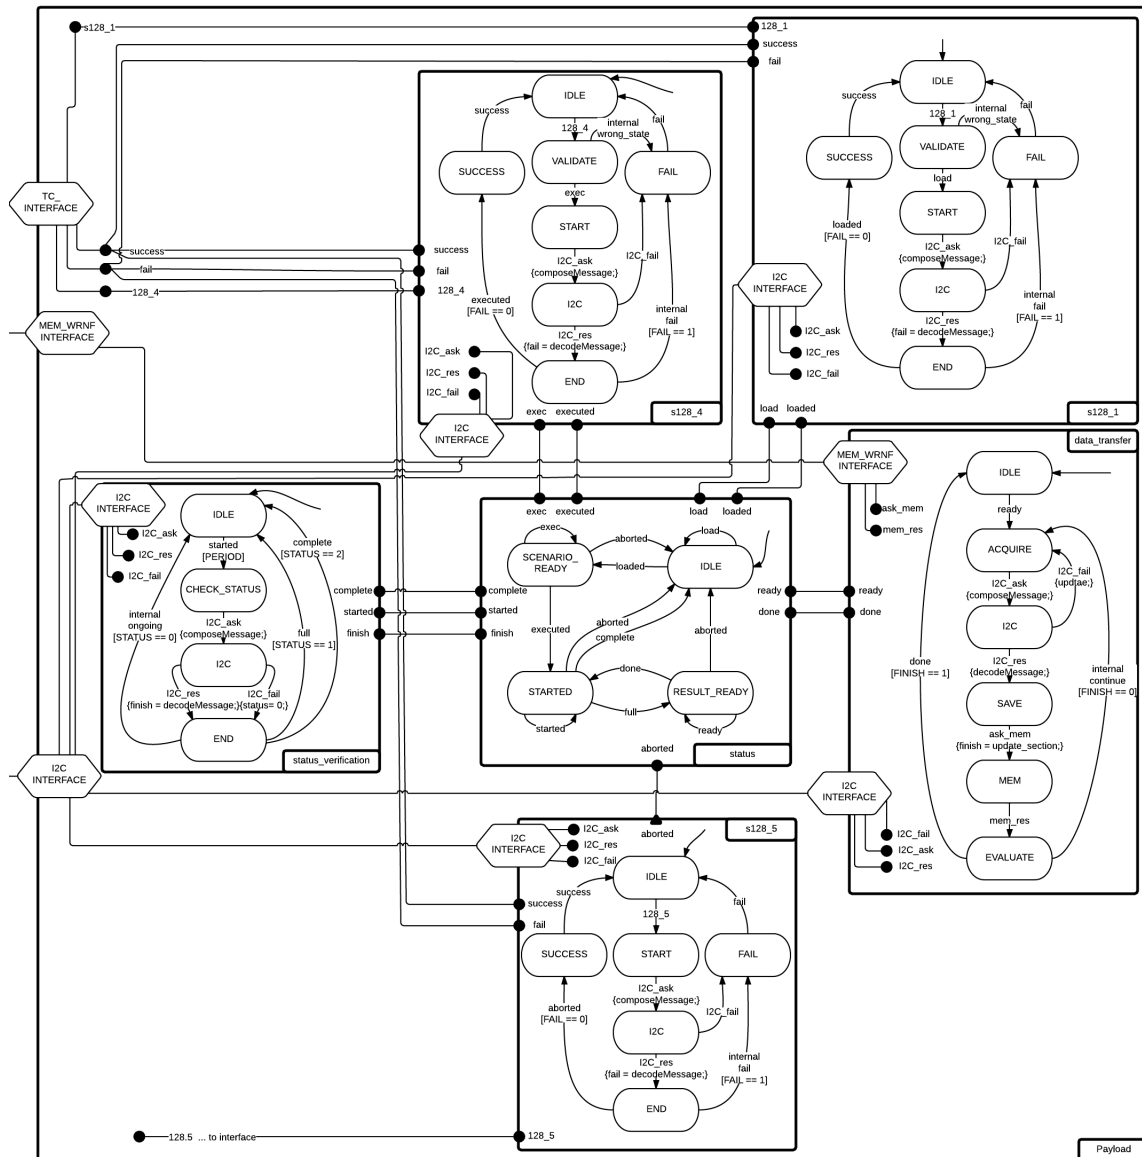 s128_1
128_1
success
fail
TC_
INTERFACE
success
fail
128_4
MEM_WRNF
INTERFACE
success
fail
128_4
IDLE
success
fail
128_4
internal
wrong_state
VALIDATE
SUCCESS
FAIL
exec
START
I2C_ask
{composeMessage;}
I2C_fail
I2C
executed
[FAIL == 0]
internal
fail
[FAIL == 1]
I2C_res
{fail = decodeMessage;}
END
I2C_ask
I2C_res
I2C_fail
I2C
INTERFACE
s128_4
exec
executed
IDLE
success
fail
128_1
internal
wrong_state
VALIDATE
SUCCESS
FAIL
load
START
loaded
[FAIL == 0]
I2C_ask
{composeMessage;}
I2C_fail
I2C
internal
fail
[FAIL == 1]
I2C_res
{fail = decodeMessage;}
END
I2C
INTERFACE
I2C_ask
I2C_res
I2C_fail
load
loaded
s128_1
I2C
INTERFACE
I2C_ask
I2C_res
I2C_fail
IDLE
started
[PERIOD]
complete
[STATUS == 2]
CHECK_STATUS
internal
ongoing
[STATUS == 0]
I2C_ask
{composeMessage;}
full
[STATUS == 1]
I2C
I2C_res
{finish = decodeMessage;}
I2C_fail
{status= 0;}
END
status_verification
complete
started
finish
I2C
INTERFACE
exec
executed
load
loaded
complete
started
finish
exec
SCENARIO_
READY
aborted
loaded
load
IDLE
executed
aborted
complete
aborted
STARTED
done
full
RESULT_READY
started
ready
aborted
status
ready
done
data_transfer
MEM_WRNF
INTERFACE
ask_mem
mem_res
ready
done
IDLE
ready
ACQUIRE
I2C_ask
{composeMessage;}
I2C_fail
{updtae;}
I2C
I2C_res
{decodeMessage;}
done
[FINISH == 1]
internal
continue
[FINISH == 0]
SAVE
ask_mem
{finish = update_section;}
MEM
mem_res
EVALUATE
I2C
INTERFACE
I2C_fail
I2C_ask
I2C_res
I2C
INTERFACE
I2C_ask
I2C_res
I2C_fail
aborted
s128_5
success
fail
IDLE
success
fail
128_5
SUCCESS
START
FAIL
I2C_ask
{composeMessage;}
I2C_fail
aborted
[FAIL == 0]
I2C
internal
fail
[FAIL == 1]
I2C_res
{fail = decodeMessage;}
END
128.5 ... to interface
128_5
Payload